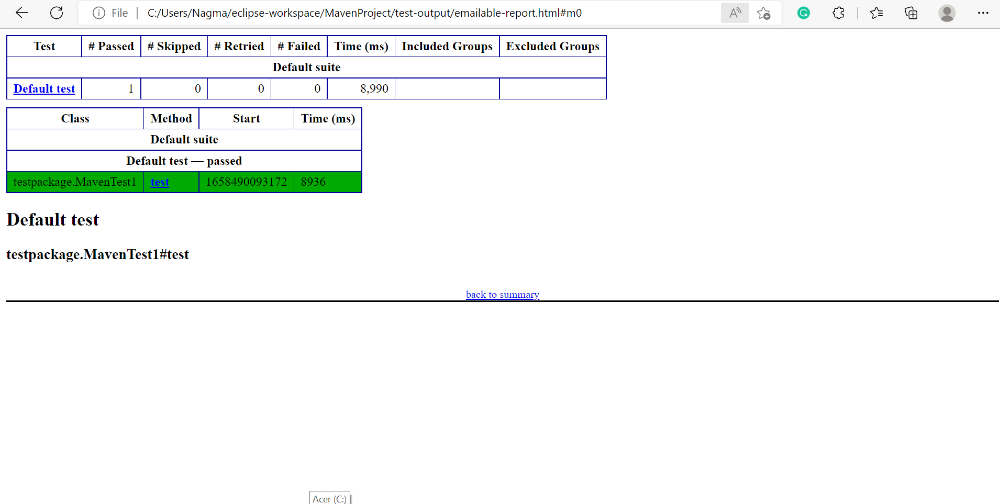 File C:/Users/Nagma/eclipse-workspace/MavenProject/test-output/emailable-report.html#m0
Test # Passed # Skipped # Retried # Failed Time (ms) Included Groups Excluded Groups
Default suite
Default test 1 0 0 0 8,990
Class Method Start Time (ms)
Default suite
Default test — passed
testpackage.MavenTest1 test 1658490093172 8936
Default test
testpackage.MavenTest1#test
back to summary
Acer (C:)